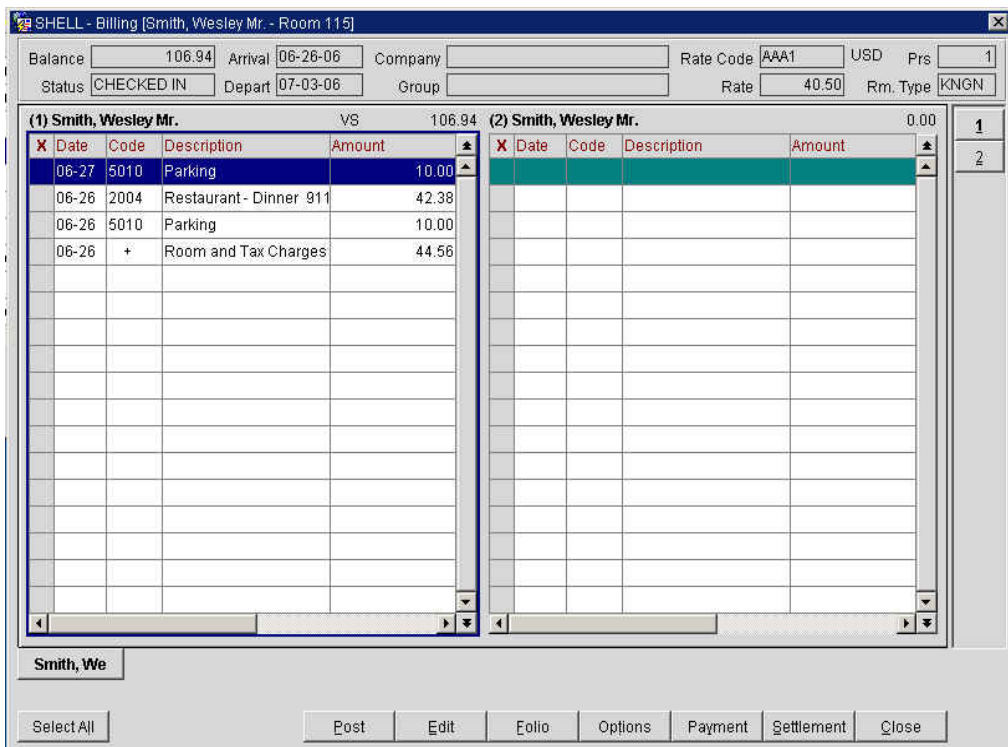 SHELL - Billing [Smith, Wesley Mr. - Room 115]
Balance 106.94 Arrival 06-26-06 Company Rate Code AAA1 USD Prs 1
Status CHECKED IN Depart 07-03-06 Group Rate 40.50 Rm. Type KNGN
(1) Smith, Wesley Mr. VS 106.94 (2) Smith, Wesley Mr. 0.00 1
X Date Code Description Amount X Date Code Description Amount 2
06-27 5010 Parking 10.00
06-26 2004 Restaurant - Dinner 911 42.38
06-26 5010 Parking 10.00
06-26 + Room and Tax Charges 44.56
Smith, We
Select All Post Edit Folio Options Payment Settlement Close